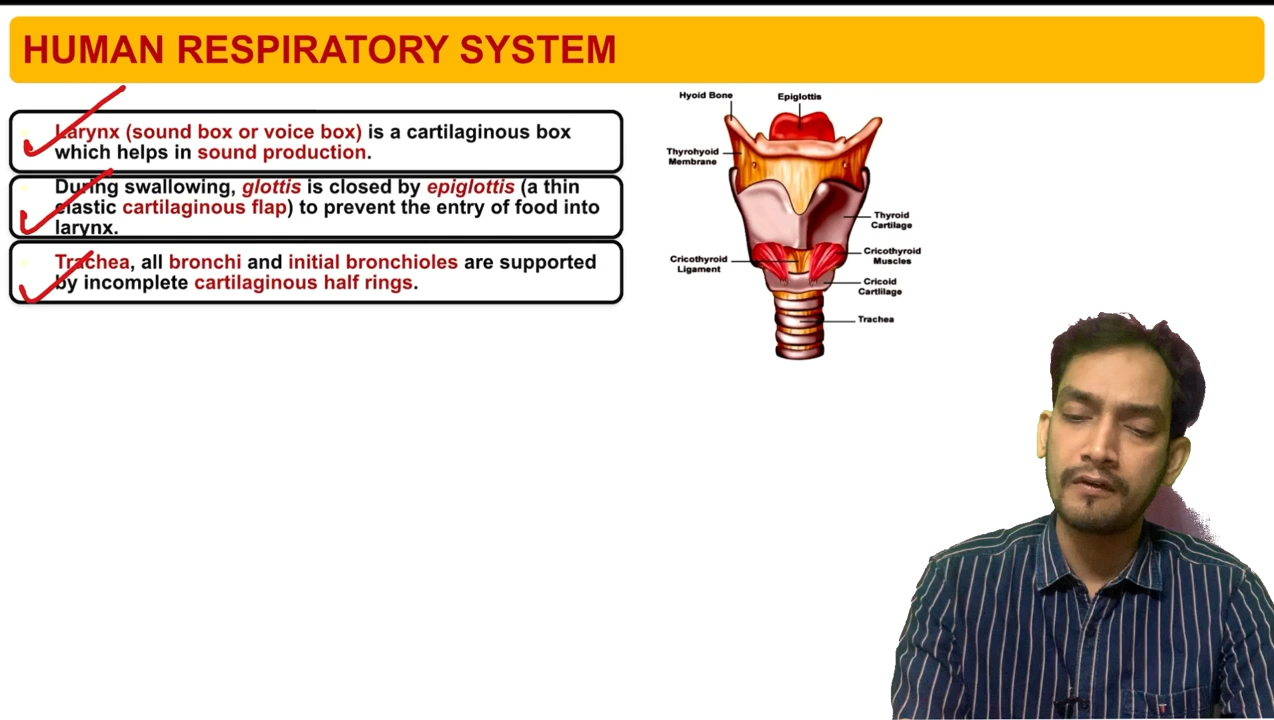 HUMAN RESPIRATORY SYSTEM
Larynx (sound box or voice box) is a cartilaginous box
which helps in sound production.
During swallowing, glottis is closed by epiglottis (a thin
elastic cartilaginous flap) to prevent the entry of food into
larynx.
Trachea, all bronchi and initial bronchioles are supported
by incomplete cartilaginous half rings.
Hyoid Bone
Epiglottis
Thyrohyoid
Membrane
Thyroid
Cartilage
Cricothyroid
Ligament
Cricothyroid
Muscles
Cricoid
Cartlilage
Trachea